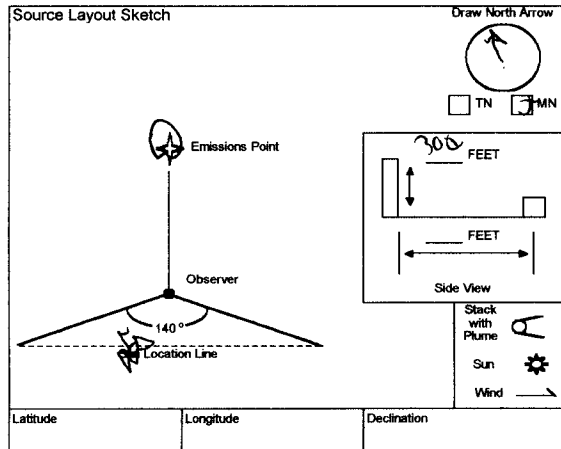 Source Layout Sketch
Draw North Arrow
TN
MN
Emissions Point
300 FEET
FEET
Side View
Observer
140°
Location Line
Stack
with
Plume
Sun
Wind
Latitude
Longitude
Declination